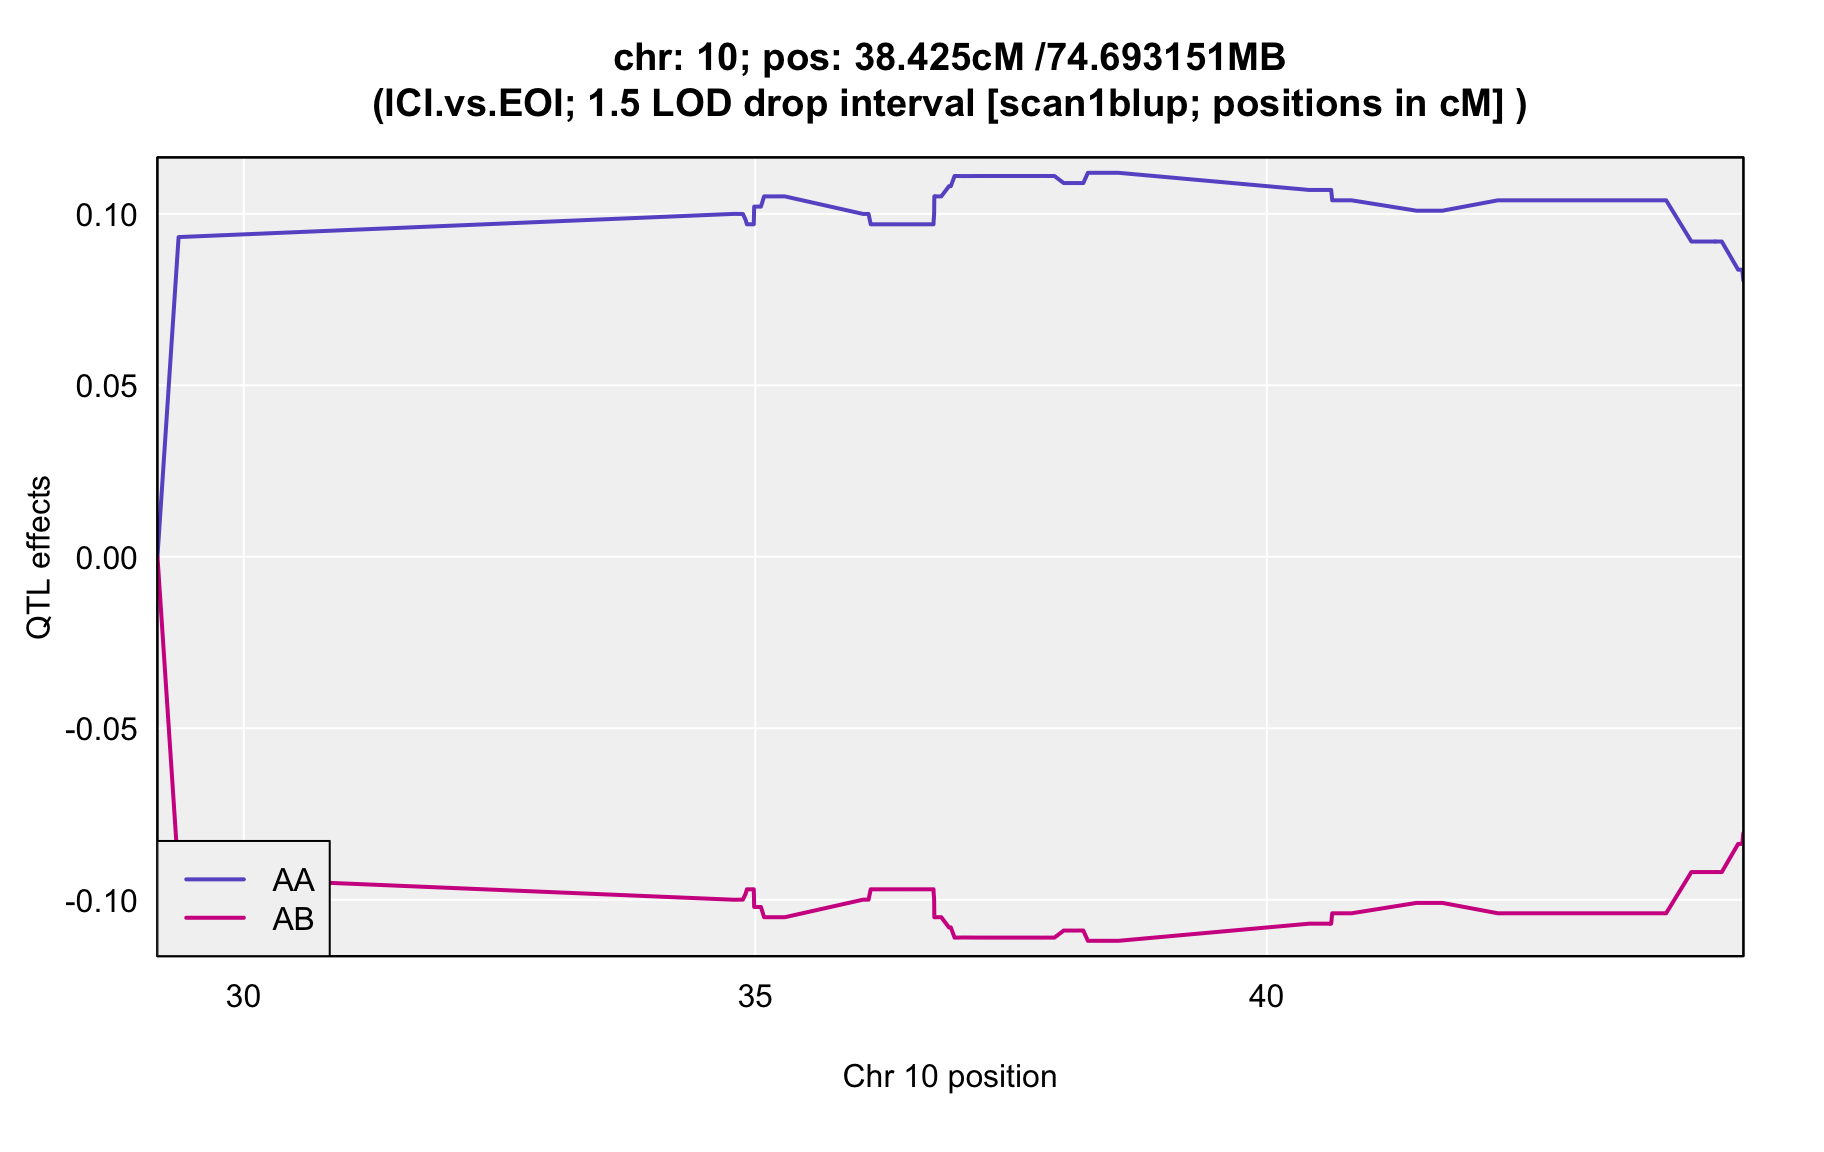 chr: 10; pos: 38.425cM /74.693151MB
(ICI.vs.EOI; 1.5 LOD drop interval [scan1blup; positions in cM] )
0.10
0.05
0.00
-0.05
-0.10
QTL effects
AA
AB
30 35 40
Chr 10 position